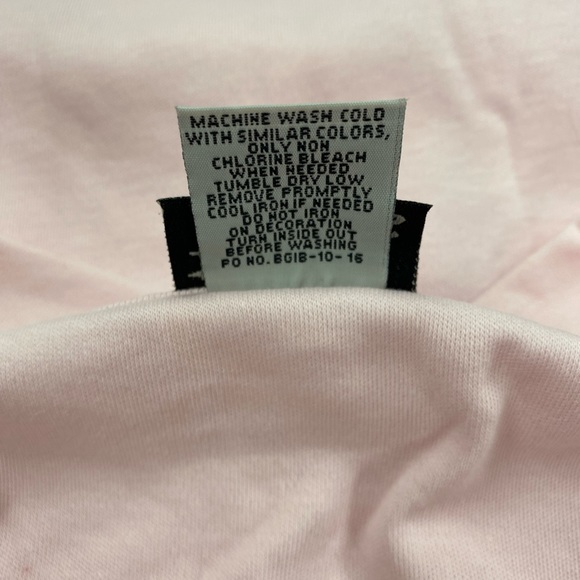 MACHINE WASH COLD
WITH SIMILAR COLORS,
ONLY NON
CHLORINE BLEACH
WHEN NEEDED
TUMBLE DRY LOW
REMOVE PROMPTLY
COOL IRON IF NEEDED
DO NOT IRON
ON DECORATION
TURN INSIDE OUT
BEFORE WASHING
PO NO. BGIB-10-16